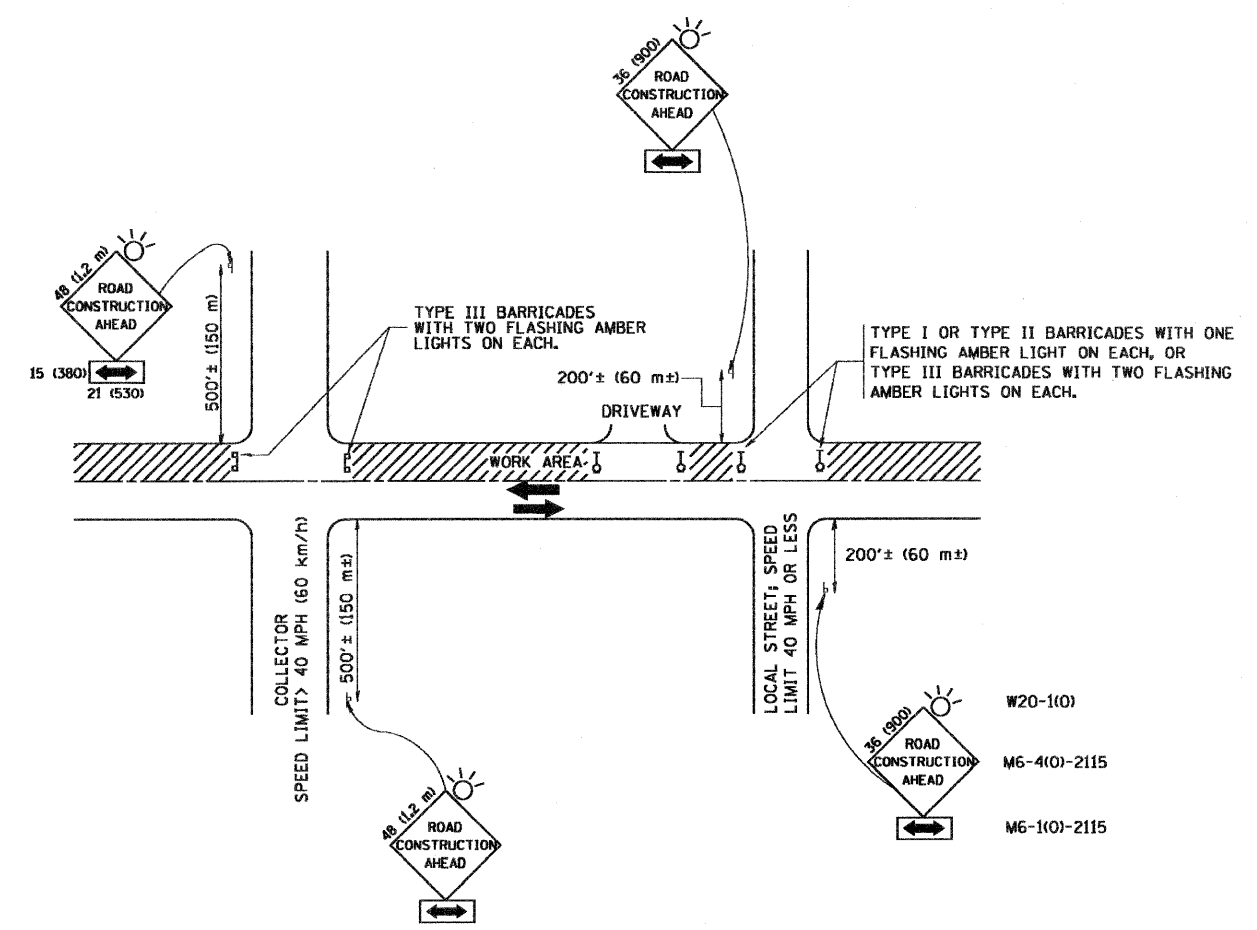 36 (900)
ROAD
CONSTRUCTION
AHEAD
48 (1.2 m)
ROAD
CONSTRUCTION
AHEAD
15 (380)
21 (530)
500'± (150 m)
TYPE III BARRICADES
WITH TWO FLASHING AMBER
LIGHTS ON EACH.
200'± (60 m±)
DRIVEWAY
TYPE I OR TYPE II BARRICADES WITH ONE
FLASHING AMBER LIGHT ON EACH, OR
TYPE III BARRICADES WITH TWO FLASHING
AMBER LIGHTS ON EACH.
WORK AREA
COLLECTOR
SPEED LIMIT> 40 MPH (60 km/h)
500'± (150 m±)
LOCAL STREET; SPEED
LIMIT 40 MPH OR LESS
200'± (60 m±)
48 (1.2 m)
ROAD
CONSTRUCTION
AHEAD
36 (900)
ROAD
CONSTRUCTION
AHEAD
W20-1(O)
M6-4(O)-2115
M6-1(O)-2115